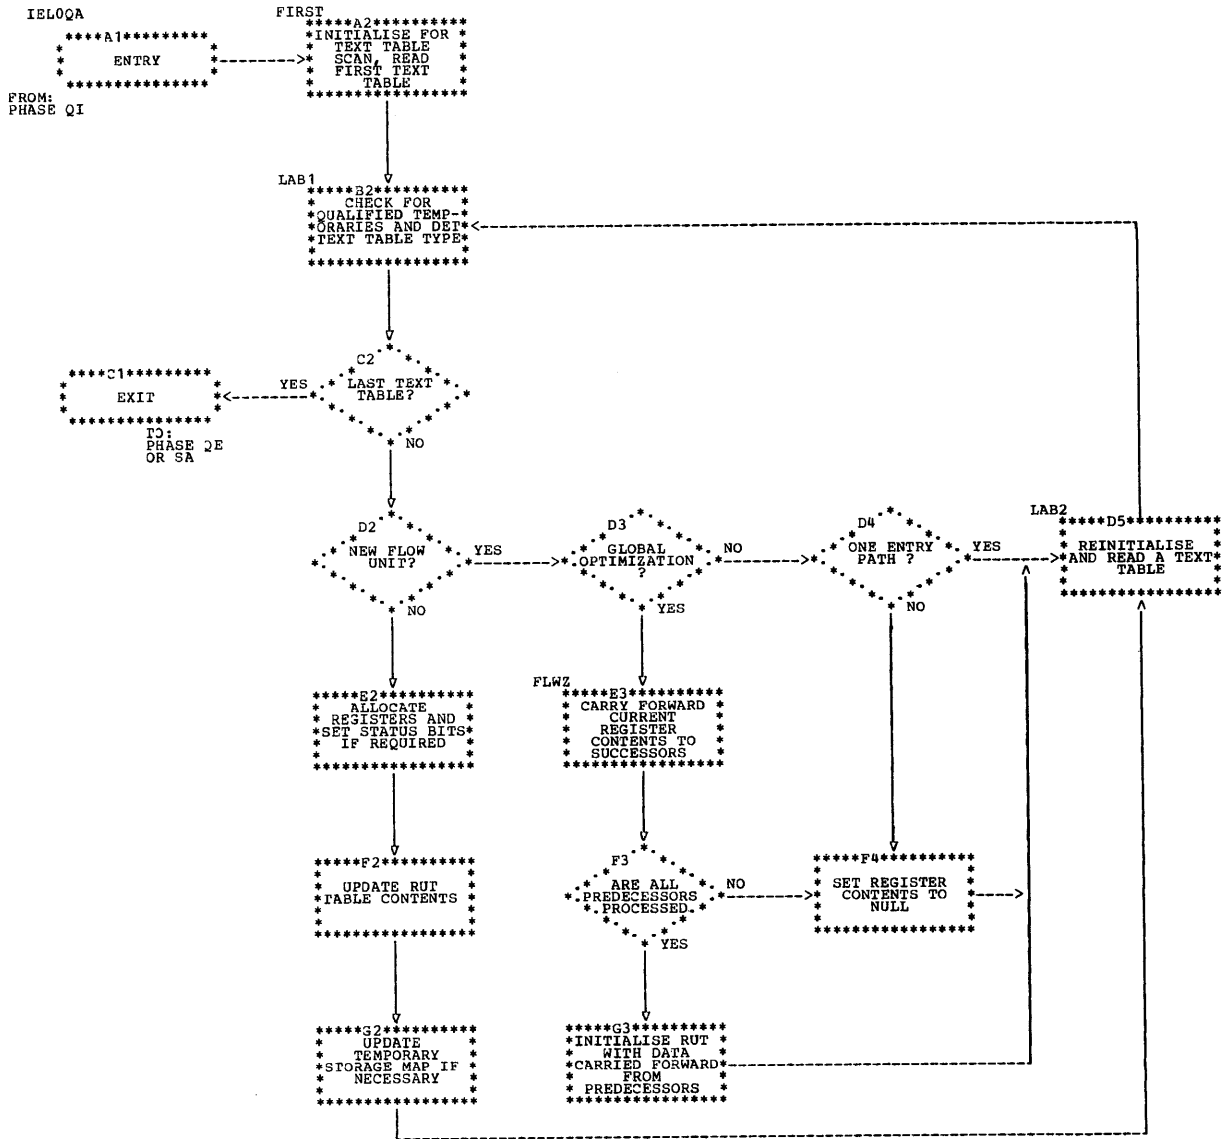 IEL0QA
FIRST
*****A2**********
INITIALISE FOR
TEXT TABLE
SCAN, READ
FIRST TEXT
TABLE
****A1*********
ENTRY
FROM:
PHASE QI
LAB1
*****B2**********
CHECK FOR
QUALIFIED TEMP-
ORARIES AND DET
TEXT TABLE TYPE
C2
LAST TEXT
TABLE?
YES
NO
****C1*********
EXIT
TO:
PHASE QE
OR SA
D2
NEW FLOW
UNIT?
YES
NO
D3
GLOBAL
OPTIMIZATION
?
NO
YES
D4
ONE ENTRY
PATH ?
YES
NO
LAB2
*****D5**********
REINITIALISE
AND READ A TEXT
TABLE
*****E2**********
ALLOCATE
REGISTERS AND
SET STATUS BITS
IF REQUIRED
FLWZ
*****E3**********
CARRY FORWARD
CURRENT
REGISTER
CONTENTS TO
SUCCESSORS
*****F2**********
UPDATE RUT
TABLE CONTENTS
F3
ARE ALL
PREDECESSORS
PROCESSED
NO
YES
*****F4**********
SET REGISTER
CONTENTS TO
NULL
*****G2**********
UPDATE
TEMPORARY
STORAGE MAP IF
NECESSARY
*****G3**********
INITIALISE RUT
WITH DATA
CARRIED FORWARD
FROM
PREDECESSORS